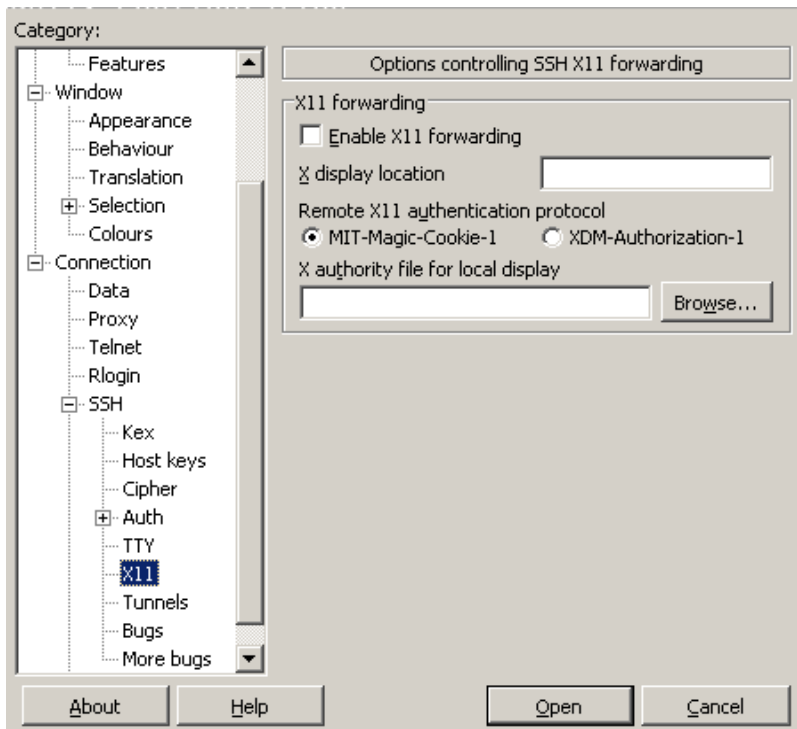 Category:
Features
Window
Appearance
Behaviour
Translation
Selection
Colours
Connection
Data
Proxy
Telnet
Rlogin
SSH
Kex
Host keys
Cipher
Auth
TTY
X11
Tunnels
Bugs
More bugs
Options controlling SSH X11 forwarding
X11 forwarding
Enable X11 forwarding
X display location
Remote X11 authentication protocol
MIT-Magic-Cookie-1 XDM-Authorization-1
X authority file for local display
Browse...
About Help Open Cancel